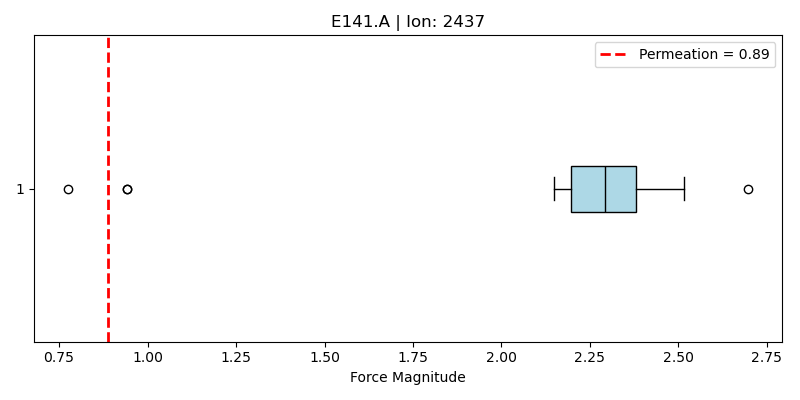 E141.A | Ion: 2437
Permeation = 0.89
1
0.75 1.00 1.25 1.50 1.75 2.00 2.25 2.50 2.75
Force Magnitude